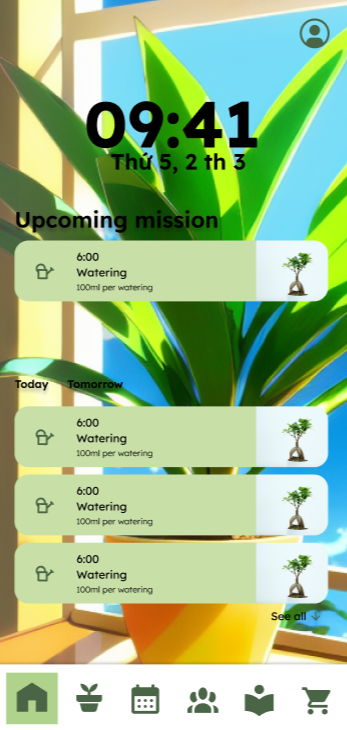 09:41
Thứ 5, 2 th 3
Upcoming mission
6:00
Watering
100ml per watering
Today Tomorrow
6:00
Watering
100ml per watering
6:00
Watering
100ml per watering
6:00
Watering
100ml per watering
See all